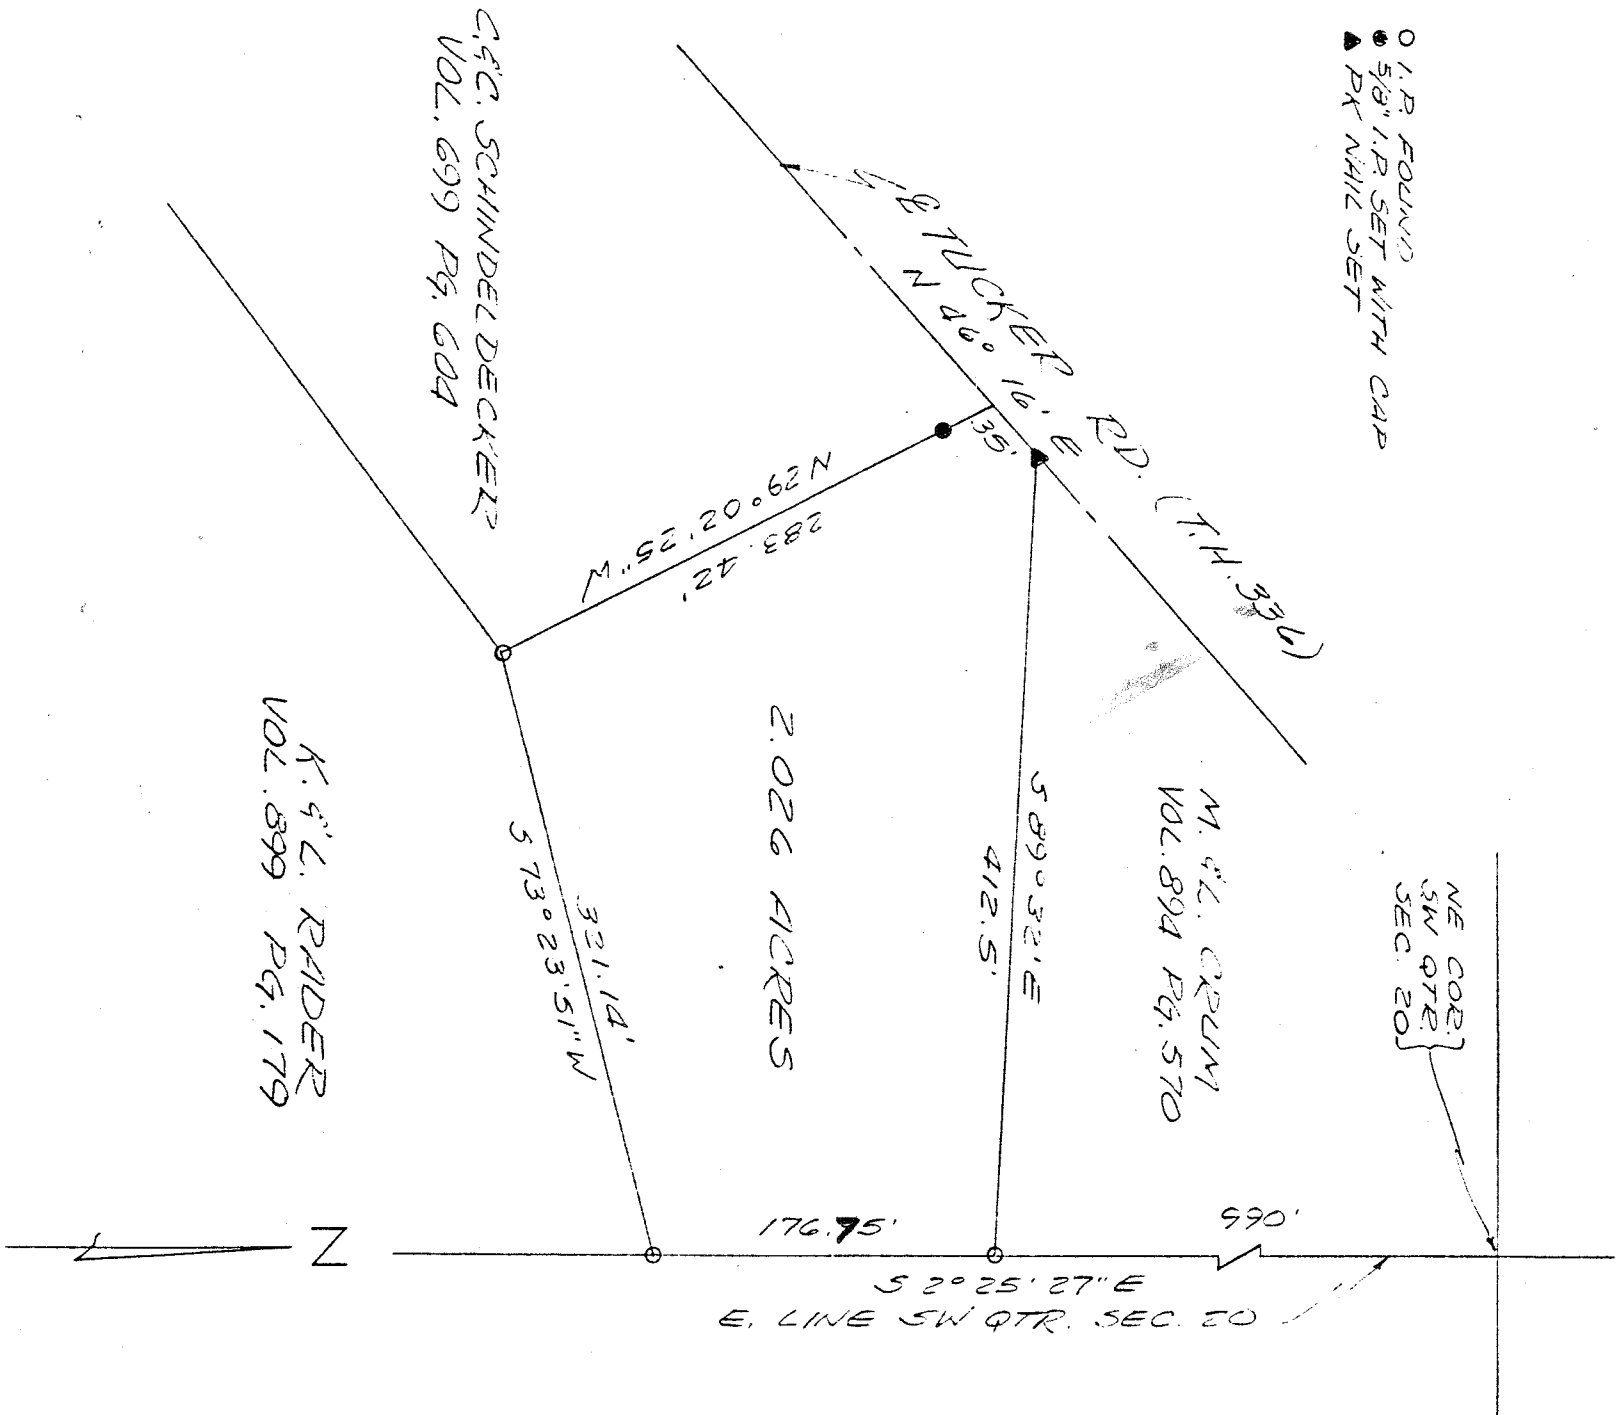 O I.P. FOUND
● 5/8" I.P. SET WITH CAP
▲ PK NAIL SET
C. & C. SCHINDELDECKER
VOL. 699 PG. 604
℄ TUCKER RD. (T.H. 336)
N 46° 16' E
35'
N 29° 02' 25" W
283.42'
S 89° 32' E
412.5'
M. & L. CRUM
VOL. 894 PG. 570
NE COR.
SW QTR.
SEC. 20
2.026 ACRES
321.14'
S 73° 23' 51" W
K. & L. RAIDER
VOL. 899 PG. 179
N
176.75'
990'
S 2° 25' 27" E
E. LINE SW QTR. SEC. 20